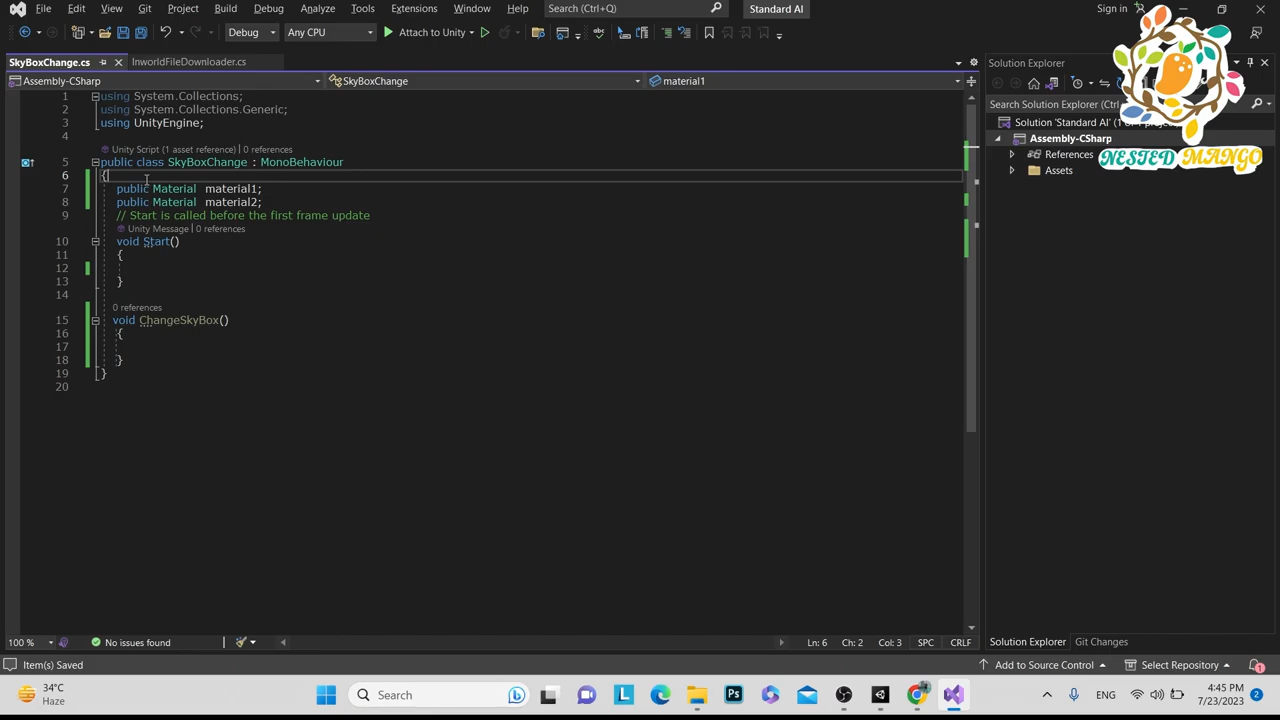 File Edit View Git Project Build Debug Analyze Tools Extensions Window Help Search (Ctrl+Q) Standard AI Sign in
Debug Any CPU Attach to Unity
SkyBoxChange.cs InworldFileDownloader.cs
Assembly-CSharp SkyBoxChange material1
1 using System.Collections;
2 using System.Collections.Generic;
3 using UnityEngine;
4
Unity Script (1 asset reference) | 0 references
5 public class SkyBoxChange : MonoBehaviour
6 {
7 public Material material1;
8 public Material material2;
9 // Start is called before the first frame update
Unity Message | 0 references
10 void Start()
11 {
12
13 }
14
0 references
15 void ChangeSkyBox()
16 {
17
18 }
19 }
20
100 % No issues found Ln: 6 Ch: 2 Col: 3 SPC CRLF
Solution Explorer
Search Solution Explorer (Ctrl+
Solution 'Standard AI'
Assembly-CSharp
References
Assets
NESTED MANGO
Solution Explorer Git Changes
Item(s) Saved Add to Source Control Select Repository 1
34°C
Haze
Search
ENG
4:45 PM
7/23/2023
2